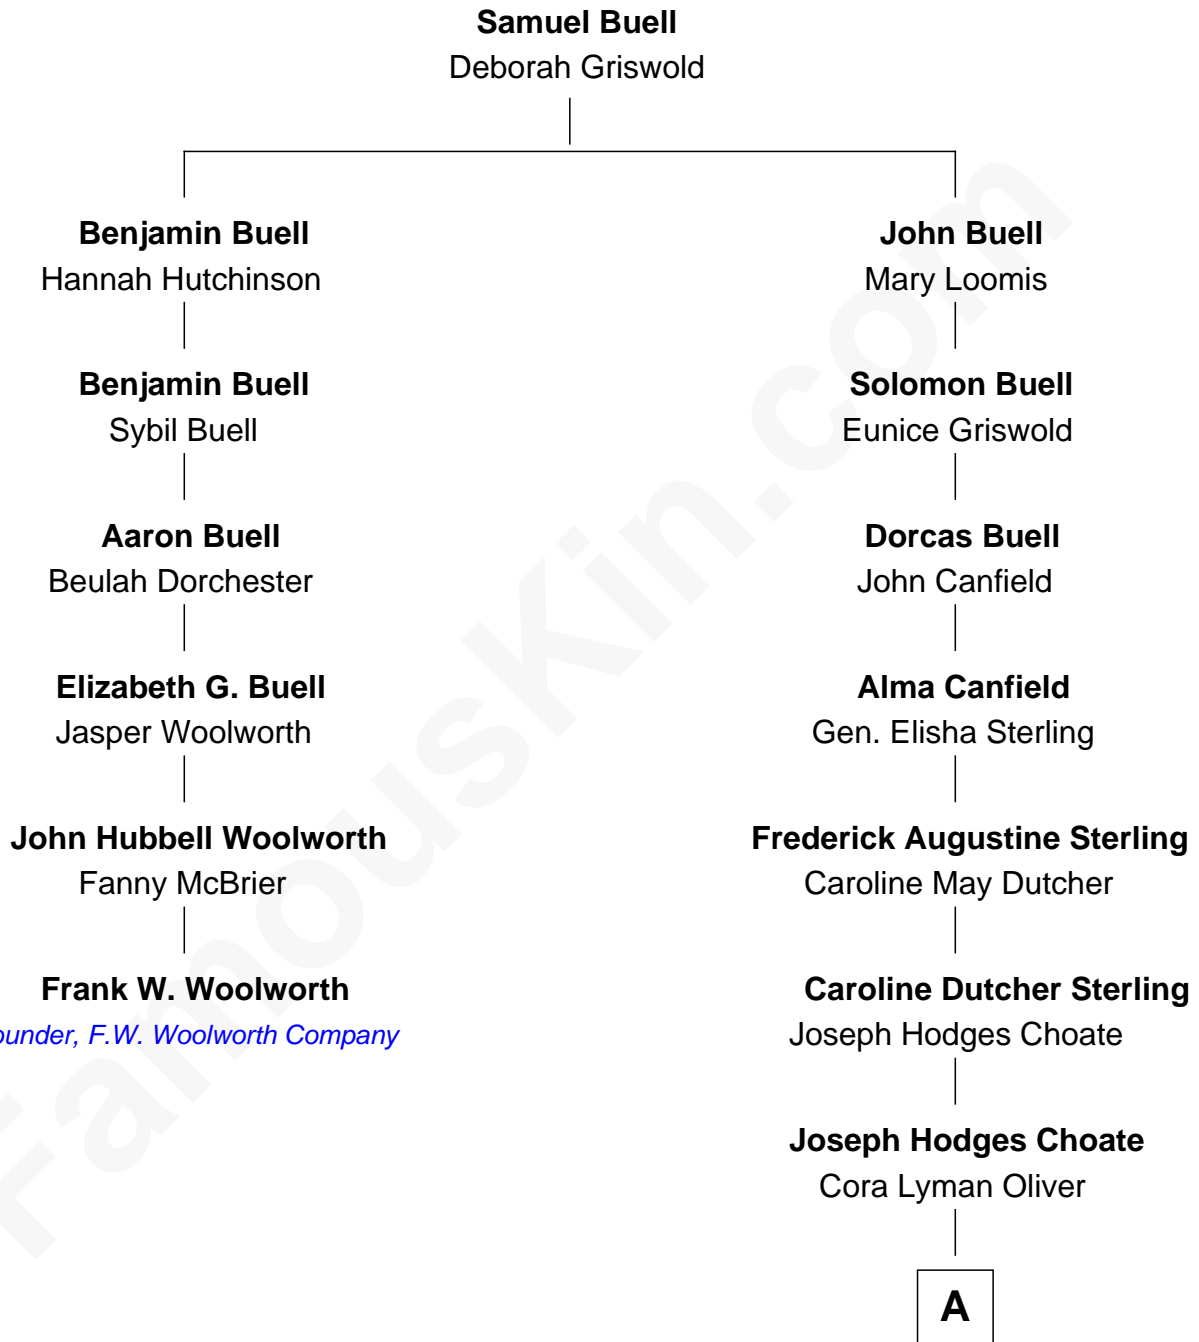 Samuel Buell
Deborah Griswold
Benjamin Buell
Hannah Hutchinson
John Buell
Mary Loomis
Benjamin Buell
Sybil Buell
Solomon Buell
Eunice Griswold
Aaron Buell
Beulah Dorchester
Dorcas Buell
John Canfield
Elizabeth G. Buell
Jasper Woolworth
Alma Canfield
Gen. Elisha Sterling
John Hubbell Woolworth
Fanny McBrier
Frederick Augustine Sterling
Caroline May Dutcher
Frank W. Woolworth
ounder, F.W. Woolworth Company
Caroline Dutcher Sterling
Joseph Hodges Choate
Joseph Hodges Choate
Cora Lyman Oliver
A
FamousKin.com